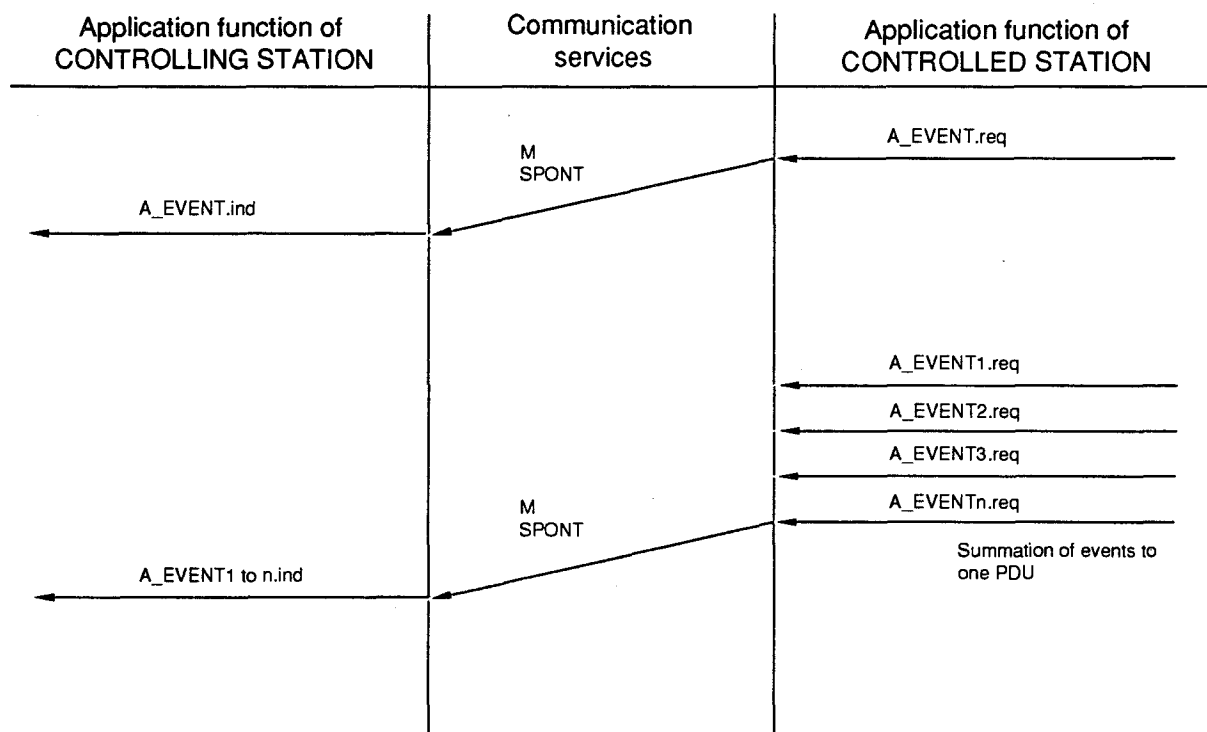 Application function of
CONTROLLING STATION
Communication
services
Application function of
CONTROLLED STATION
A_EVENT.req
M
SPONT
A_EVENT.ind
A_EVENT1.req
A_EVENT2.req
A_EVENT3.req
A_EVENTn.req
M
SPONT
Summation of events to
one PDU
A_EVENT1 to n.ind